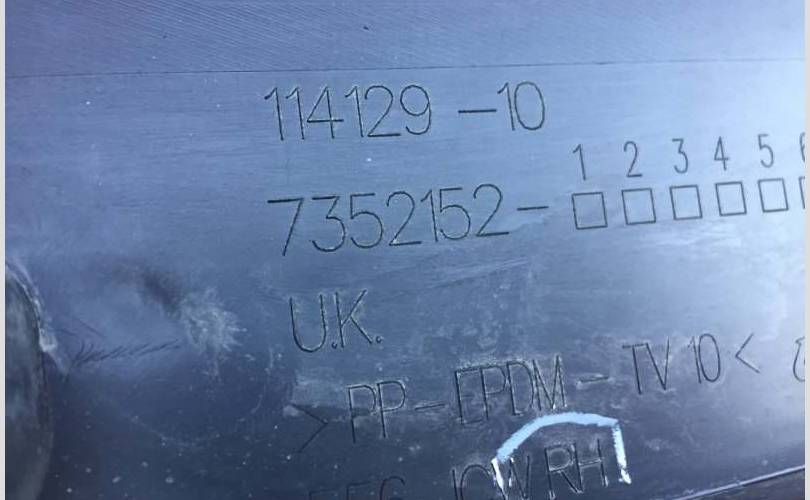 114129-10
1 2 3 4 5
7352152-□□□□□
U.K.
>PP-EPDM-TV10<
RH